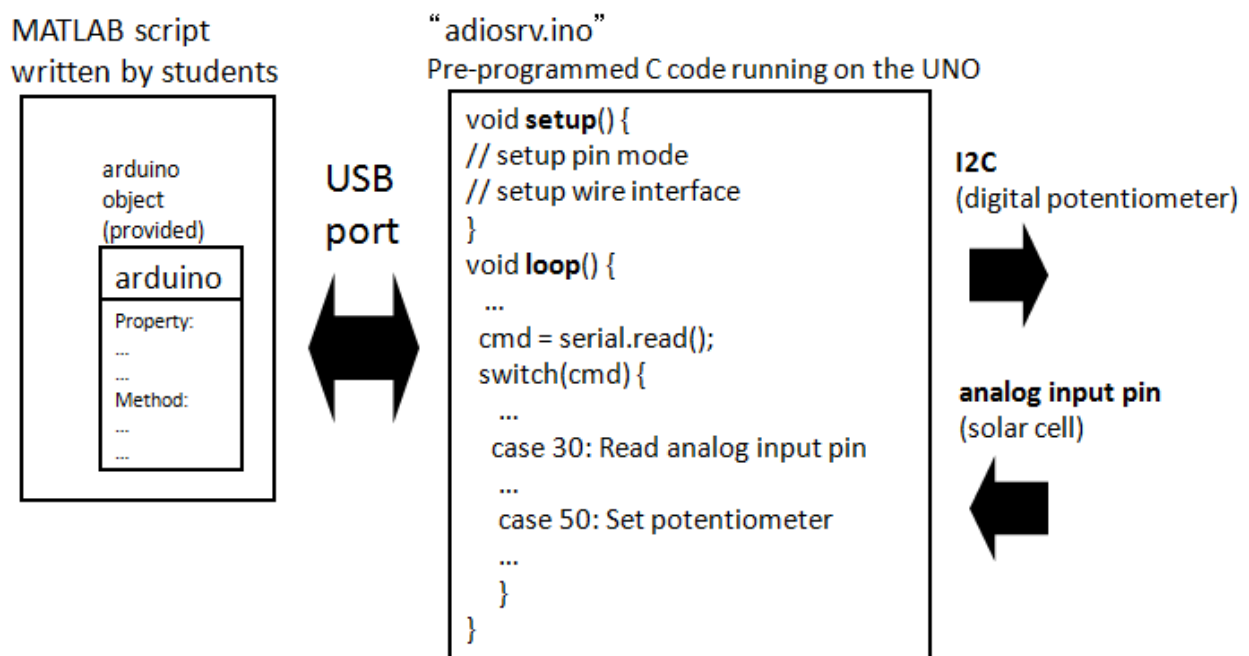 MATLAB script
written by students
arduino
object
(provided)
arduino
Property:
...
...
Method:
...
...
USB
port
“adiosrv.ino”
Pre-programmed C code running on the UNO
void setup() {
// setup pin mode
// setup wire interface
}
void loop() {
...
cmd = serial.read();
switch(cmd) {
...
case 30: Read analog input pin
...
case 50: Set potentiometer
...
}
}
I2C
(digital potentiometer)
analog input pin
(solar cell)